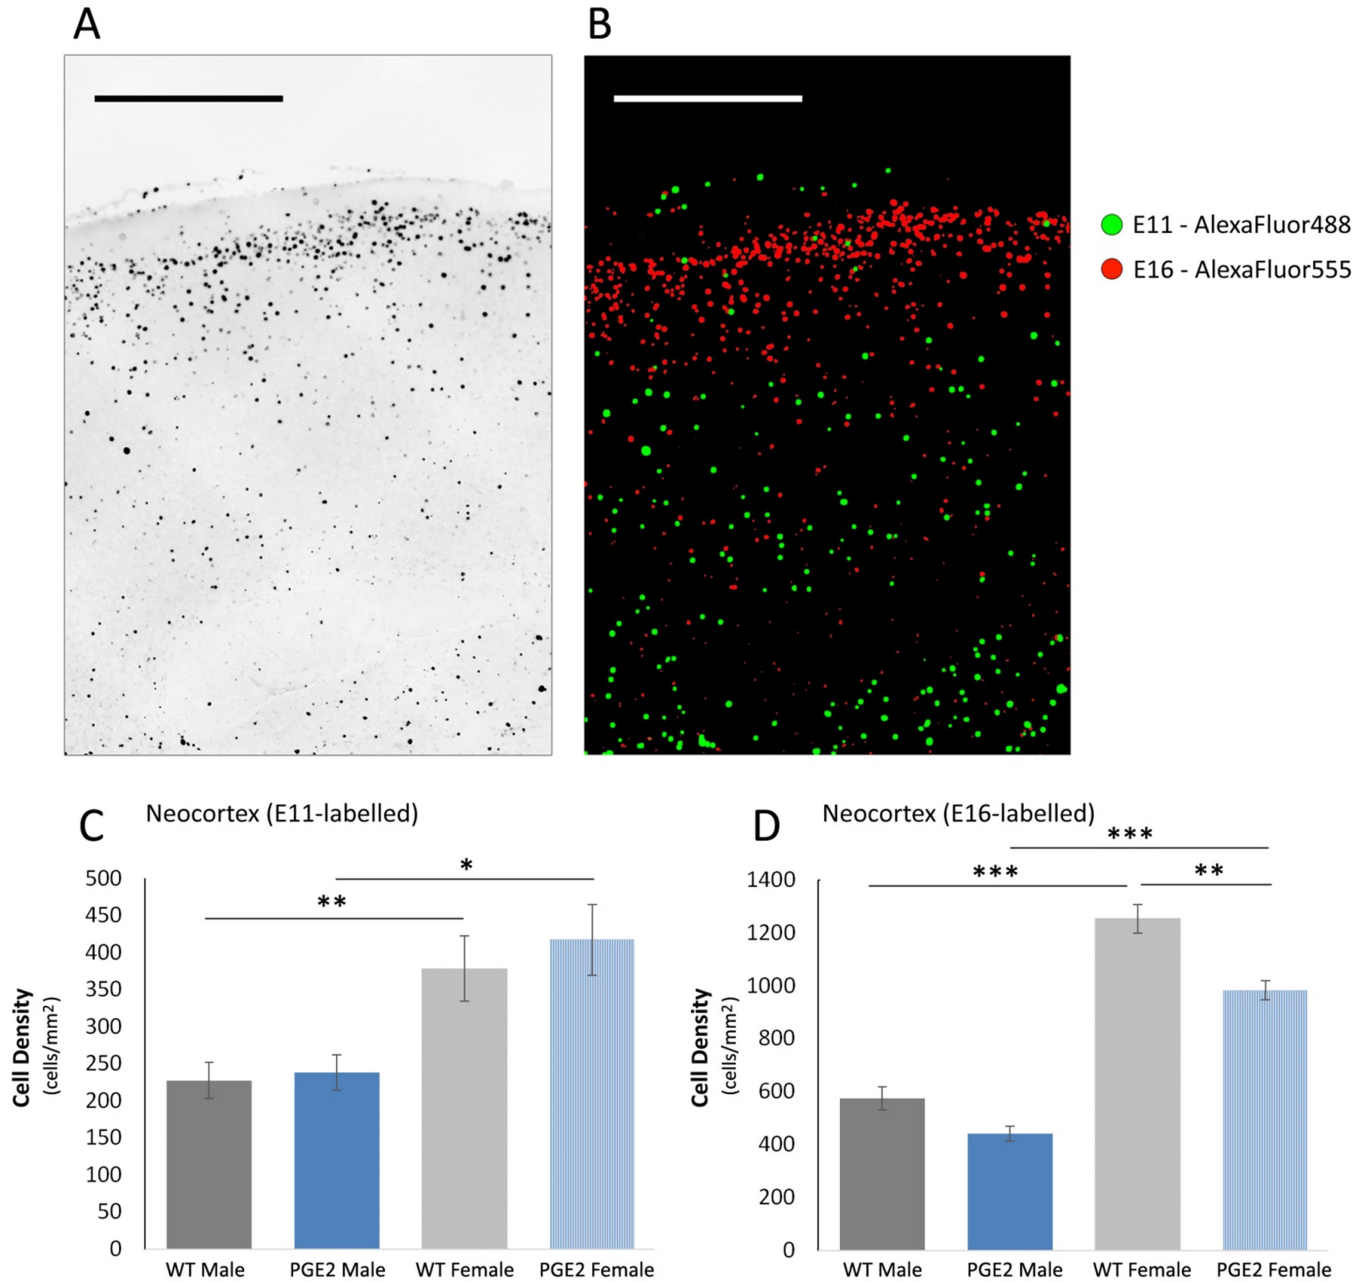 A
B
E11 - AlexaFluor488
E16 - AlexaFluor555
C
Neocortex (E11-labelled)
Cell Density
(cells/mm2)
500
450
400
350
300
250
200
150
100
50
0
*
**
WT Male
PGE2 Male
WT Female
PGE2 Female
D
Neocortex (E16-labelled)
Cell Density
(cells/mm2)
1400
1200
1000
800
600
400
200
0
***
***
**
WT Male
PGE2 Male
WT Female
PGE2 Female